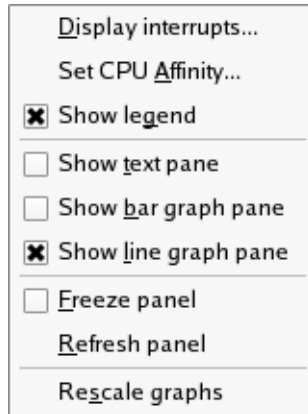 Display interrupts...
Set CPU Affinity...
Show legend
Show text pane
Show bar graph pane
Show line graph pane
Freeze panel
Refresh panel
Rescale graphs